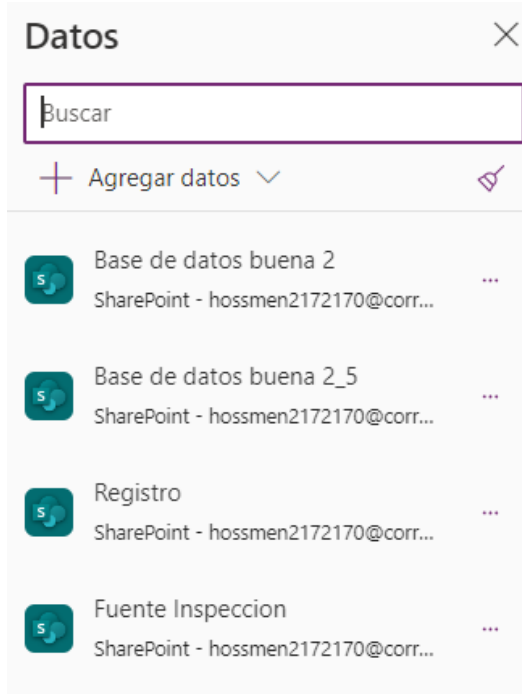 Datos
Buscar
Agregar datos
Base de datos buena 2
SharePoint - hossmen2172170@corr...
Base de datos buena 2_5
SharePoint - hossmen2172170@corr...
Registro
SharePoint - hossmen2172170@corr...
Fuente Inspeccion
SharePoint - hossmen2172170@corr...